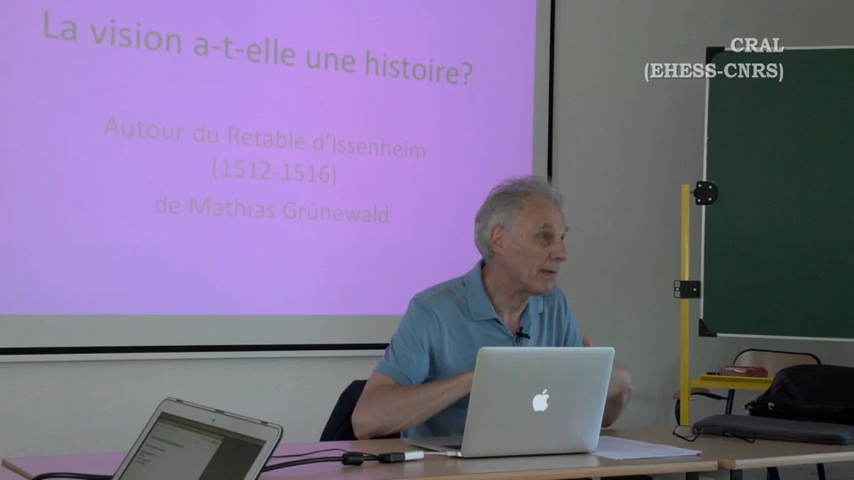 La vision a-t-elle une histoire?
Autour du Retable d'Issenheim
(1512-1516)
de Mathias Grünewald
CRAL
(EHESS-CNRS)